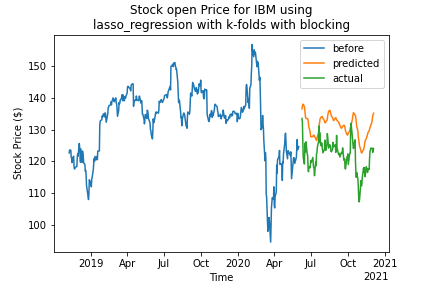 Stock open Price for IBM using
lasso_regression with k-folds with blocking
before
predicted
actual
Stock Price ($)
150
140
130
120
110
100
2019 Apr Jul Oct 2020 Apr Jul Oct 2021
Time
2021